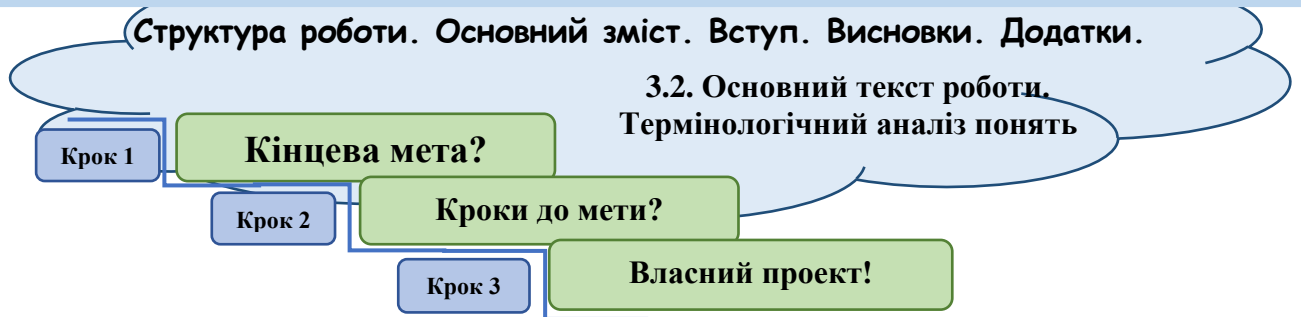 Структура роботи. Основний зміст. Вступ. Висновки. Додатки.
3.2. Основний текст роботи.
Термінологічний аналіз понять
Крок 1
Кінцева мета?
Крок 2
Кроки до мети?
Крок 3
Власний проект!